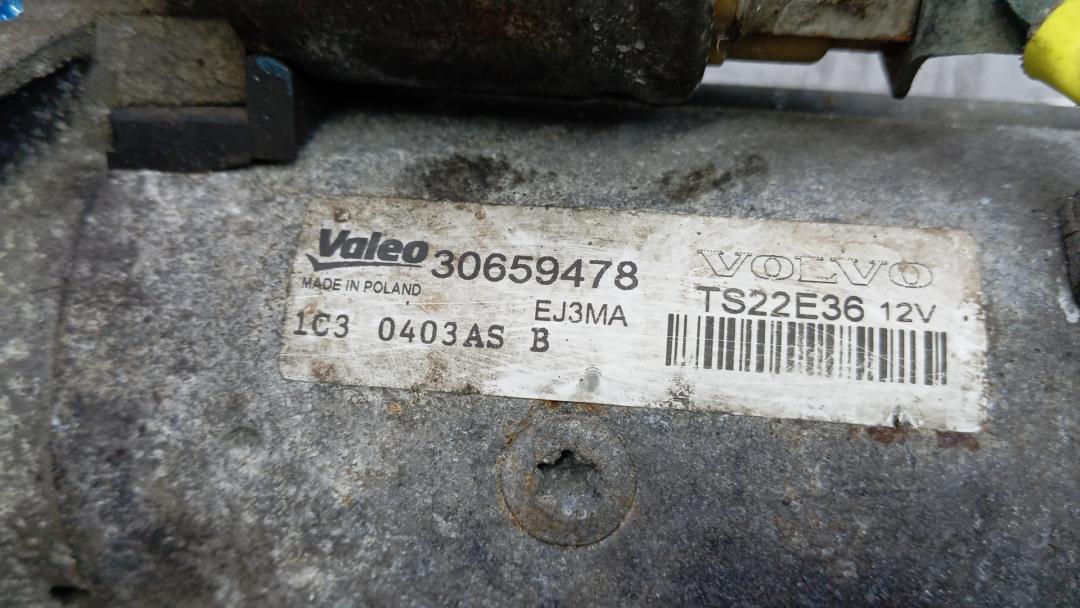 Valeo 30659478 VOLVO
MADE IN POLAND
EJ3MA TS22E36 12V
1C3 0403AS B